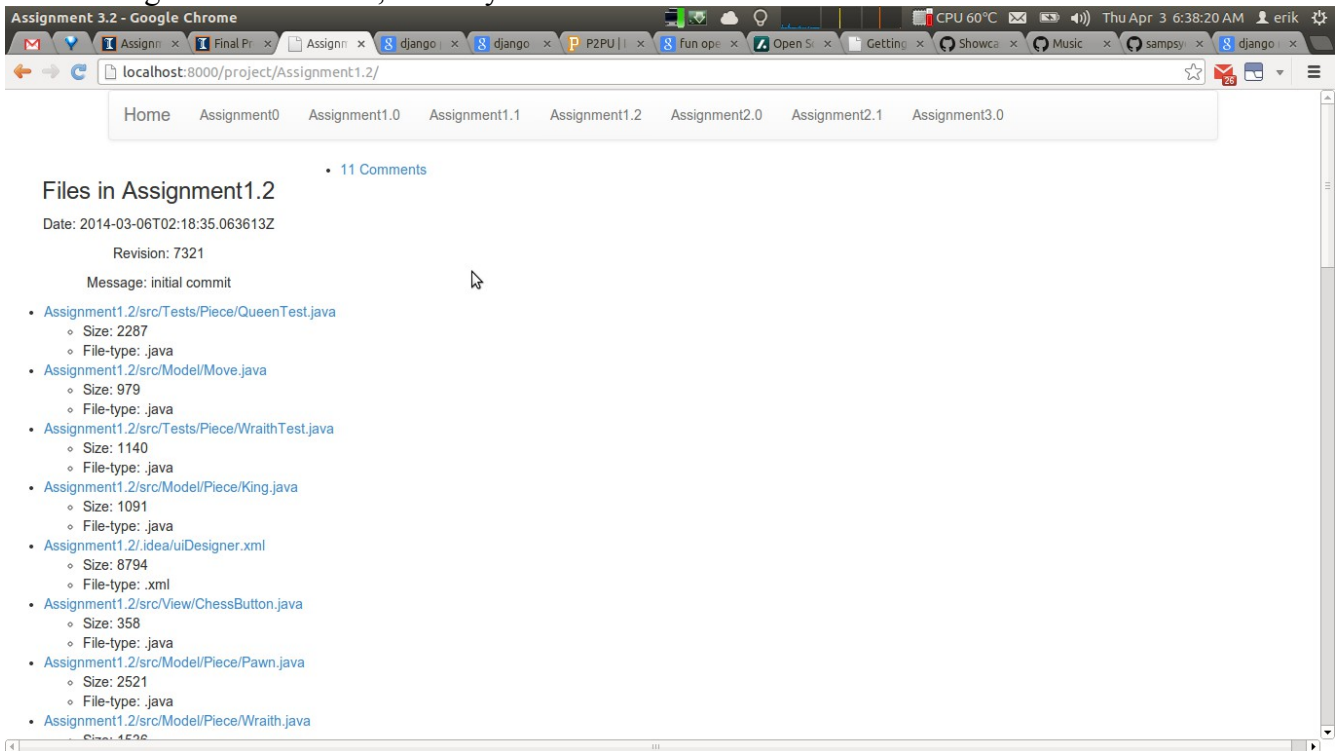 Assignment 3.2 - Google Chrome
CPU 60°C
Thu Apr 3 6:38:20 AM
erik
Assignm
Final Pr
Assignm
django
django
P2PU | 
fun ope
Open So
Getting
Showca
Music
sampsy
django
localhost:8000/project/Assignment1.2/
26
Home Assignment0 Assignment1.0 Assignment1.1 Assignment1.2 Assignment2.0 Assignment2.1 Assignment3.0
• 11 Comments
Files in Assignment1.2
Date: 2014-03-06T02:18:35.063613Z
Revision: 7321
Message: initial commit
• Assignment1.2/src/Tests/Piece/QueenTest.java
◦ Size: 2287
◦ File-type: .java
• Assignment1.2/src/Model/Move.java
◦ Size: 979
◦ File-type: .java
• Assignment1.2/src/Tests/Piece/WraithTest.java
◦ Size: 1140
◦ File-type: .java
• Assignment1.2/src/Model/Piece/King.java
◦ Size: 1091
◦ File-type: .java
• Assignment1.2/.idea/uiDesigner.xml
◦ Size: 8794
◦ File-type: .xml
• Assignment1.2/src/View/ChessButton.java
◦ Size: 358
◦ File-type: .java
• Assignment1.2/src/Model/Piece/Pawn.java
◦ Size: 2521
◦ File-type: .java
• Assignment1.2/src/Model/Piece/Wraith.java
◦ Size: 1536